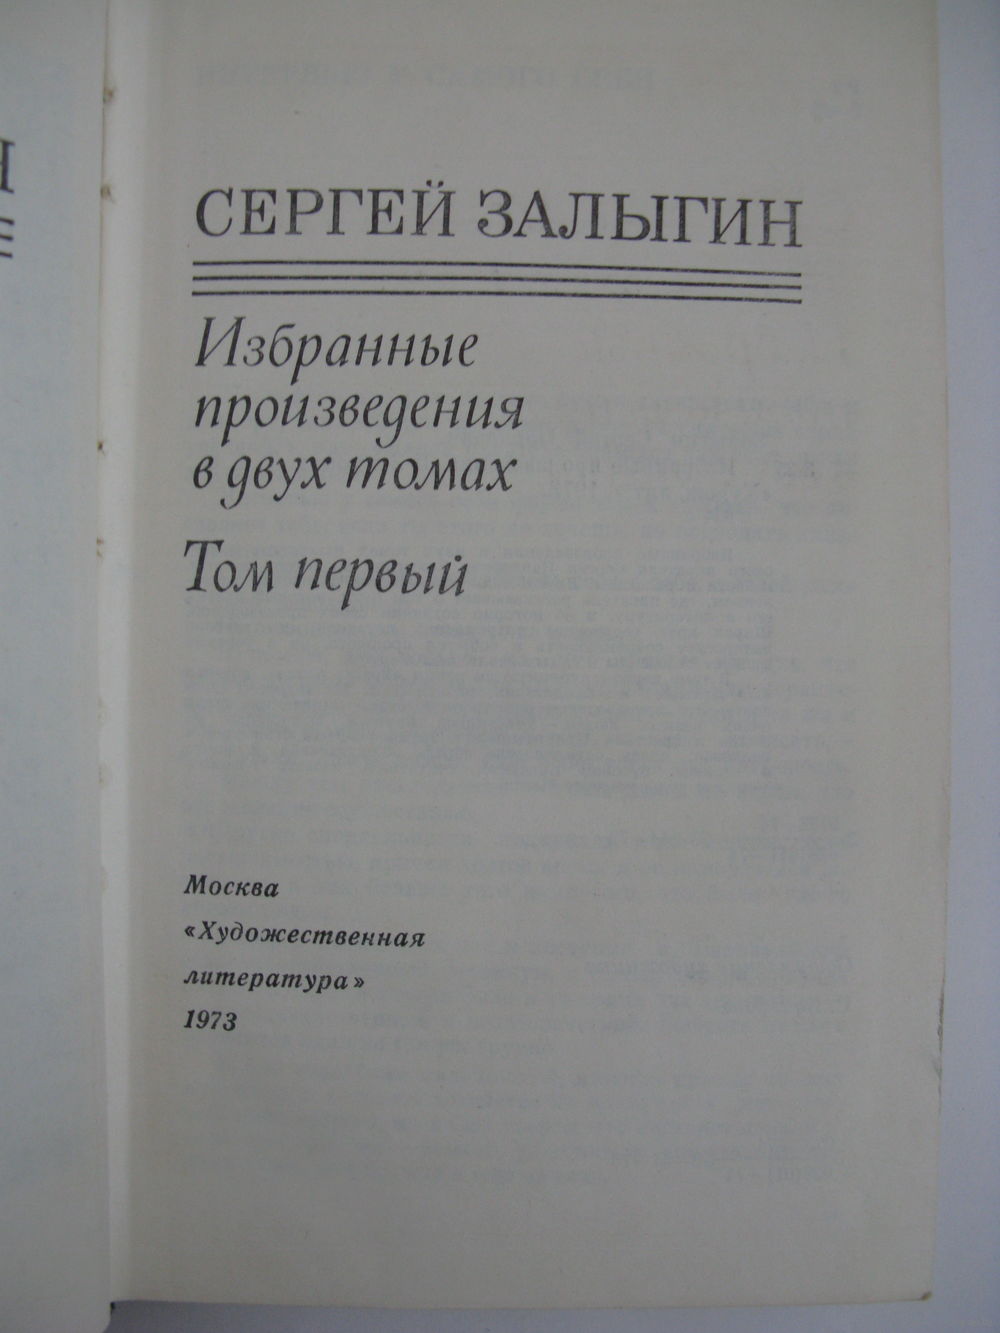 СЕРГЕЙ ЗАЛЫГИН
Избранные
произведения
в двух томах
Том первый
Москва
«Художественная
литература»
1973